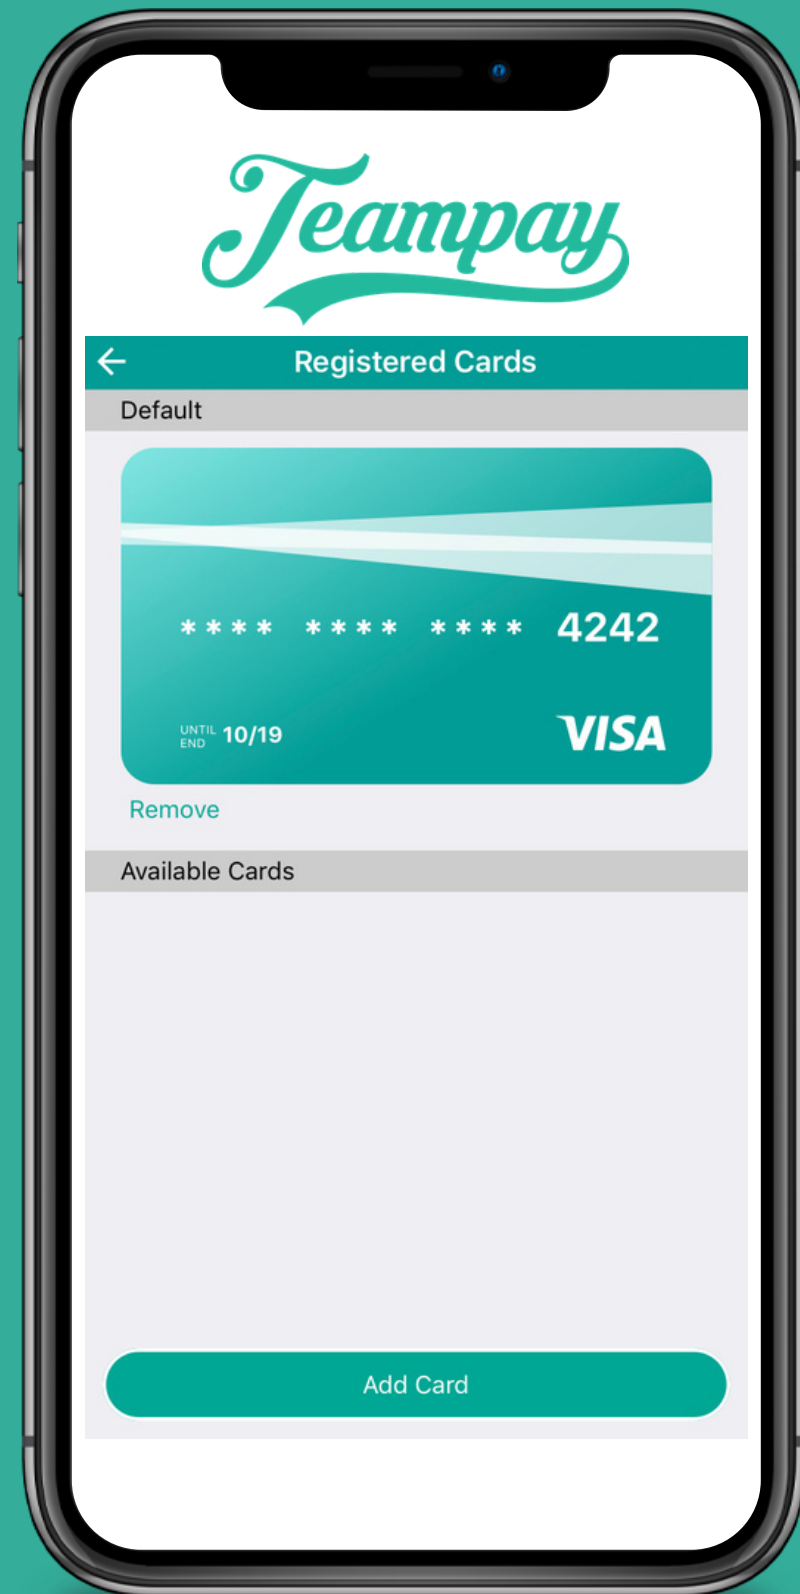 Teampay
Registered Cards
Default
**** **** **** 4242
UNTIL END 10/19
VISA
Remove
Available Cards
Add Card